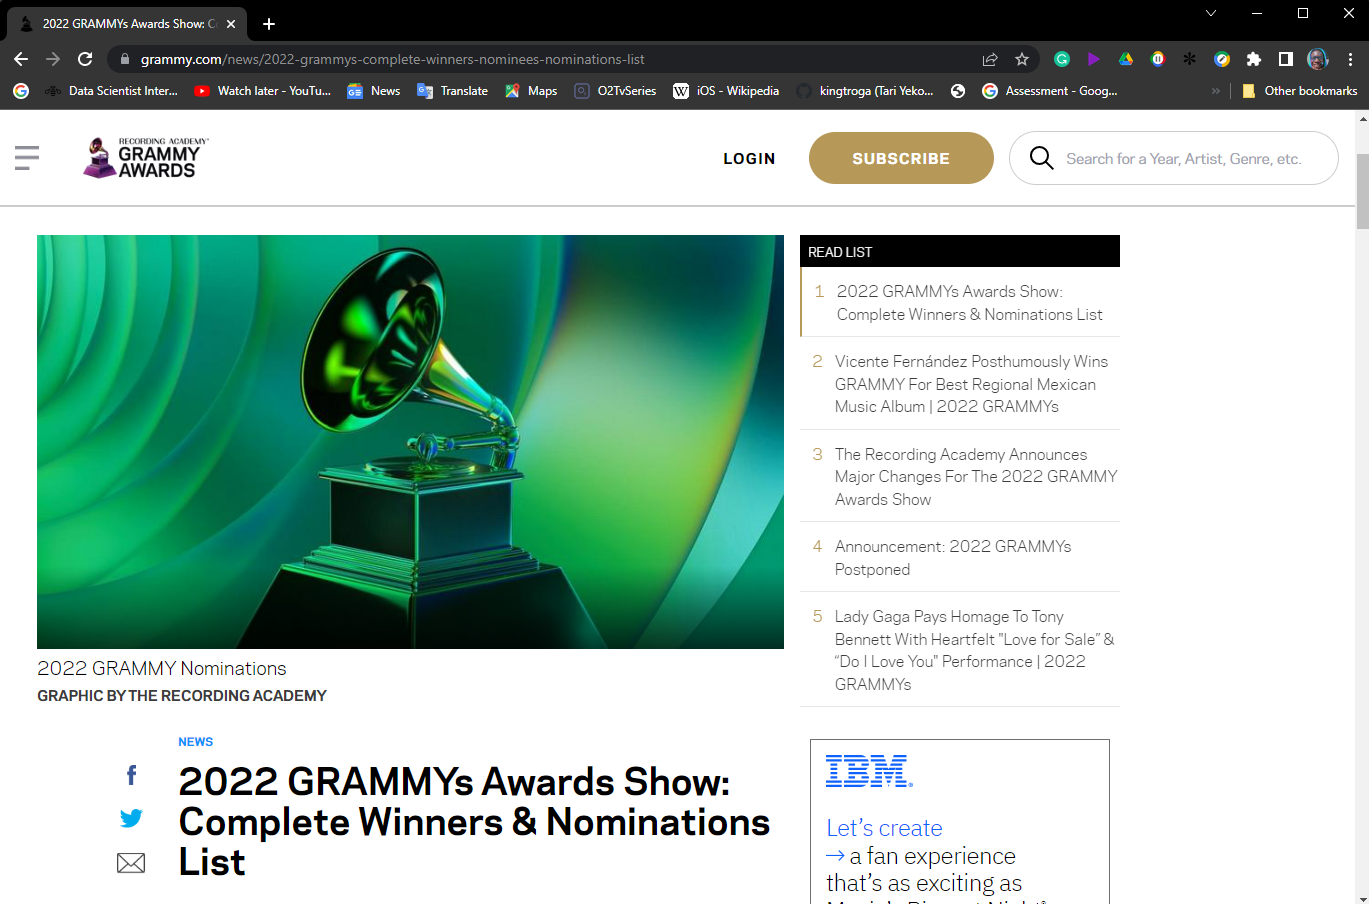 2022 GRAMMYs Awards Show: C
grammy.com/news/2022-grammys-complete-winners-nominees-nominations-list
Data Scientist Inter...
Watch later - YouTu...
News
Translate
Maps
O2TvSeries
iOS - Wikipedia
kingtroga (Tari Yeko...
Assessment - Goog...
Other bookmarks
RECORDING ACADEMY
GRAMMY
AWARDS
LOGIN
SUBSCRIBE
Search for a Year, Artist, Genre, etc.
2022 GRAMMY Nominations
GRAPHIC BY THE RECORDING ACADEMY
NEWS
2022 GRAMMYs Awards Show:
Complete Winners & Nominations
List
READ LIST
1 2022 GRAMMYs Awards Show:
Complete Winners & Nominations List
2 Vicente Fernández Posthumously Wins
GRAMMY For Best Regional Mexican
Music Album | 2022 GRAMMYs
3 The Recording Academy Announces
Major Changes For The 2022 GRAMMY
Awards Show
4 Announcement: 2022 GRAMMYs
Postponed
5 Lady Gaga Pays Homage To Tony
Bennett With Heartfelt "Love for Sale” &
“Do I Love You" Performance | 2022
GRAMMYs
IBM
Let’s create
→ a fan experience
that’s as exciting as